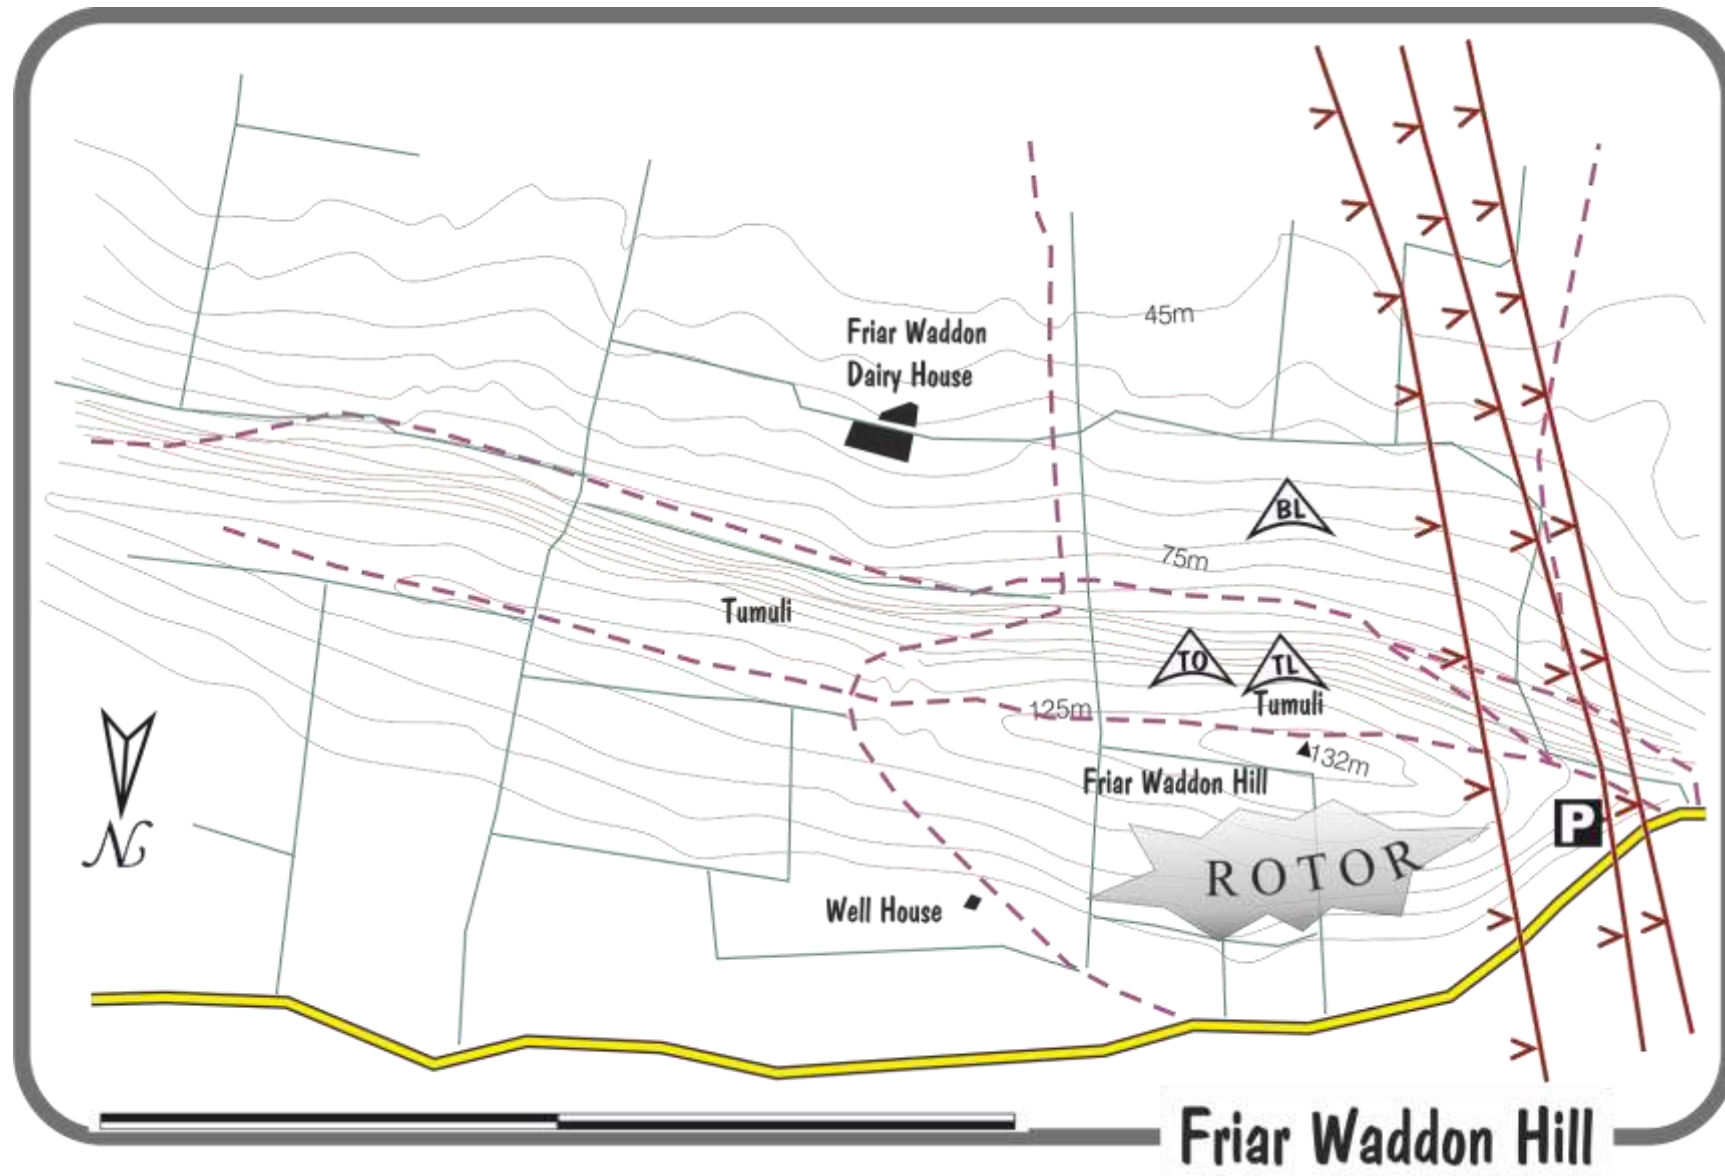 45m
Friar Waddon
Dairy House
BL
75m
Tumuli
TO
TL
Tumuli
125m
132m
Friar Waddon Hill
P
N
ROTOR
Well House
Friar Waddon Hill